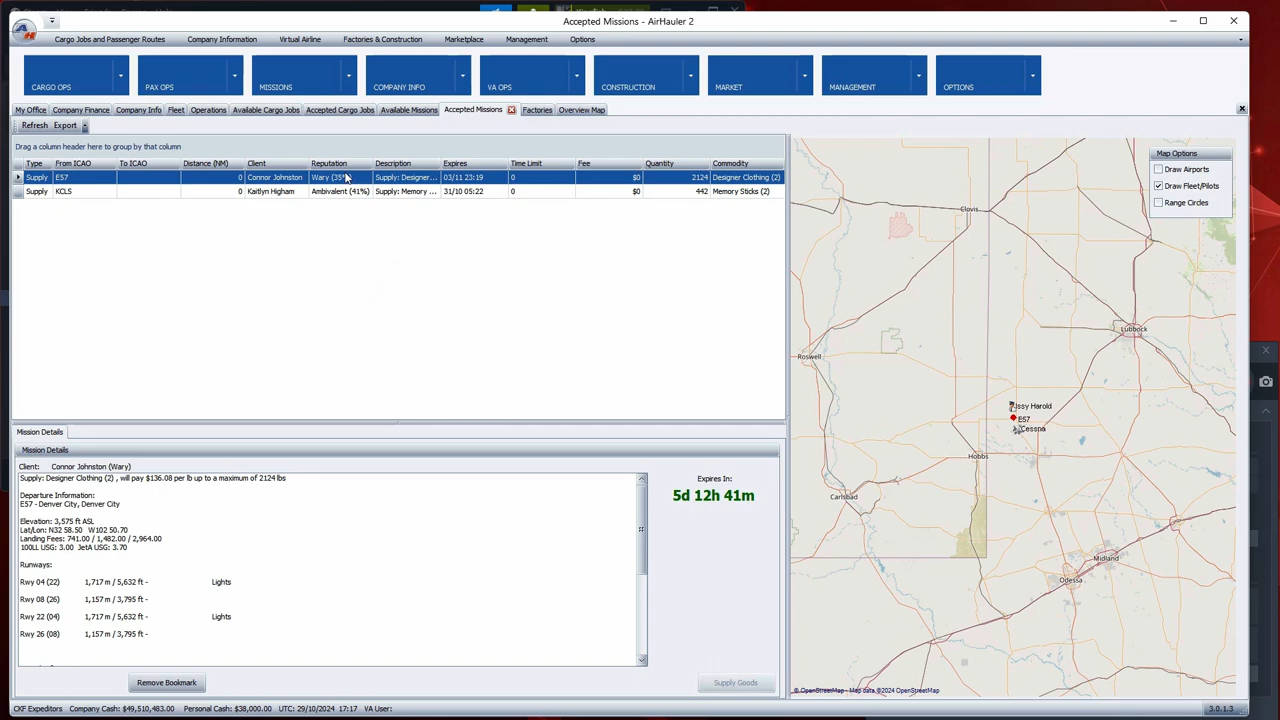 Accepted Missions - AirHauler 2
Cargo Jobs and Passenger Routes Company Information Virtual Airline Factories & Construction Marketplace Management Options
CARGO OPS PAX OPS MISSIONS COMPANY INFO VA OPS CONSTRUCTION MARKET MANAGEMENT OPTIONS
My Office Company Finance Company Info Fleet Operations Available Cargo Jobs Accepted Cargo Jobs Available Missions Accepted Missions Factories Overview Map
Refresh Export
Drag a column header here to group by that column
Type From ICAO To ICAO Distance (NM) Client Reputation Description Expires Time Limit Fee Quantity Commodity
Supply E57 0 Connor Johnston Wary (35%) Supply: Designer... 03/11 23:19 0 $0 2124 Designer Clothing (2)
Supply KCLS 0 Kaitlyn Higham Ambivalent (41%) Supply: Memory ... 31/10 05:22 0 $0 442 Memory Sticks (2)
Map Options
Draw Airports
Draw Fleet/Pilots
Range Circles
Clovis
Lubbock
Roswell
Issy Harold
E57
Cessna
Hobbs
Carlsbad
Midland
Odessa
© OpenStreetMap - Map data ©2024 OpenStreetMap
Mission Details
Mission Details
Client: Connor Johnston (Wary)
Supply: Designer Clothing (2) , will pay $136.08 per lb up to a maximum of 2124 lbs
Departure Information:
E57 - Denver City, Denver City
Elevation: 3,575 ft ASL
Lat/Lon: N32 58.50 W102 50.70
Landing Fees: 741.00 / 1,482.00 / 2,964.00
100LL USG: 3.00 JetA USG: 3.70
Runways:
Rwy 04 (22) 1,717 m / 5,632 ft - Lights
Rwy 08 (26) 1,157 m / 3,795 ft -
Rwy 22 (04) 1,717 m / 5,632 ft - Lights
Rwy 26 (08) 1,157 m / 3,795 ft -
Expires In:
5d 12h 41m
Remove Bookmark
Supply Goods
CKF Expeditors Company Cash: $49,510,483.00 Personal Cash: $38,000.00 UTC: 29/10/2024 17:17 VA User:
3.0.1.3